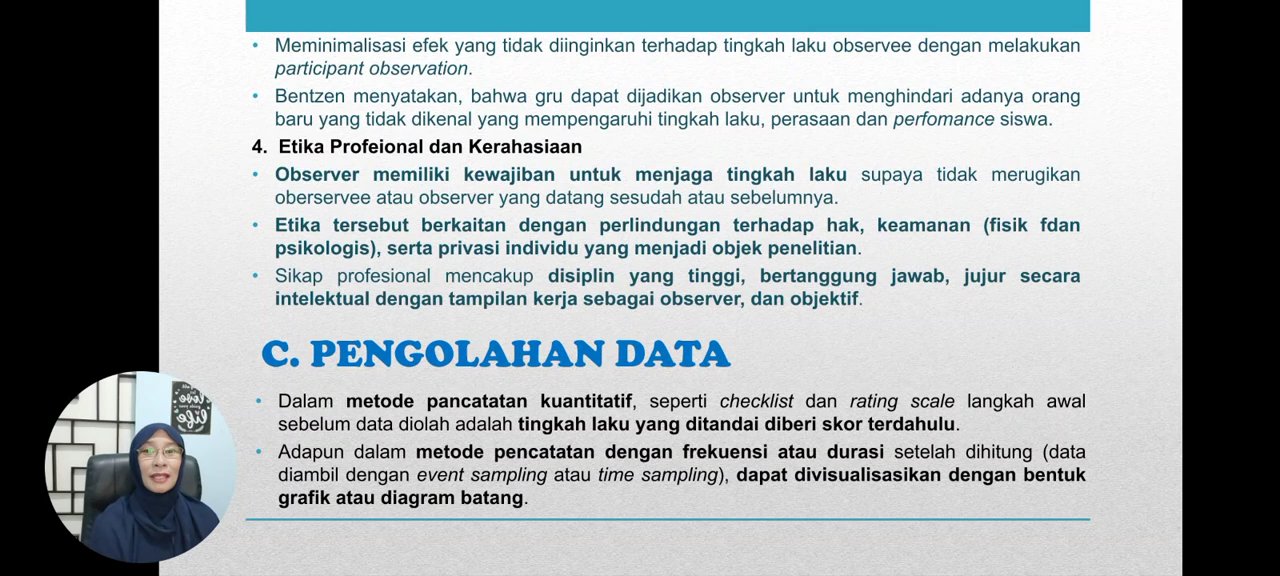 • Meminimalisasi efek yang tidak diinginkan terhadap tingkah laku observee dengan melakukan
participant observation.
• Bentzen menyatakan, bahwa gru dapat dijadikan observer untuk menghindari adanya orang
baru yang tidak dikenal yang mempengaruhi tingkah laku, perasaan dan perfomance siswa.
4. Etika Profeional dan Kerahasiaan
• Observer memiliki kewajiban untuk menjaga tingkah laku supaya tidak merugikan
oberservee atau observer yang datang sesudah atau sebelumnya.
• Etika tersebut berkaitan dengan perlindungan terhadap hak, keamanan (fisik fdan
psikologis), serta privasi individu yang menjadi objek penelitian.
• Sikap profesional mencakup disiplin yang tinggi, bertanggung jawab, jujur secara
intelektual dengan tampilan kerja sebagai observer, dan objektif.
C. PENGOLAHAN DATA
• Dalam metode pancatatan kuantitatif, seperti checklist dan rating scale langkah awal
sebelum data diolah adalah tingkah laku yang ditandai diberi skor terdahulu.
• Adapun dalam metode pencatatan dengan frekuensi atau durasi setelah dihitung (data
diambil dengan event sampling atau time sampling), dapat divisualisasikan dengan bentuk
grafik atau diagram batang.